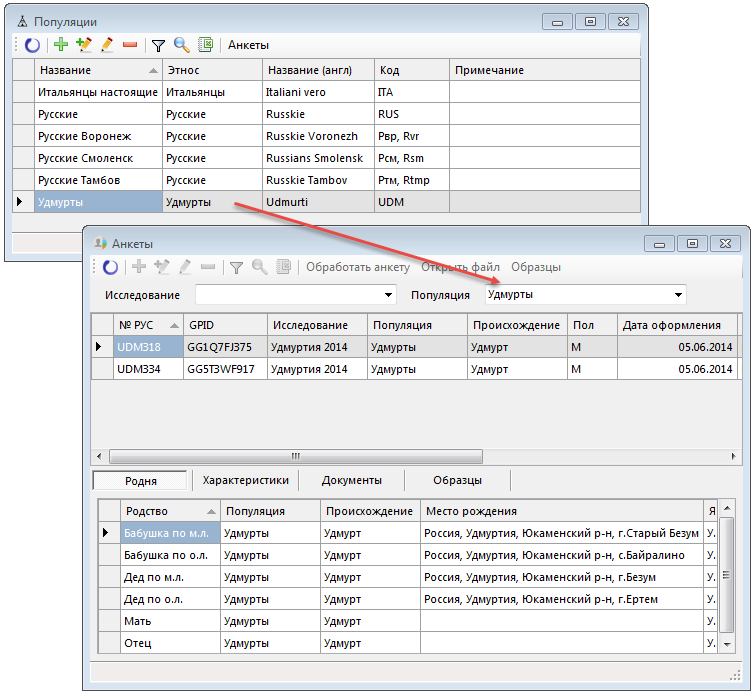 Популяции
Анкеты
Название Этнос Название (англ) Код Примечание
Итальянцы настоящие Итальянцы Italiani vero ITA
Русские Русские Russkie RUS
Русские Воронеж Русские Russkie Voronezh Рвр, Rvr
Русские Смоленск Русские Russians Smolensk Рсм, Rsm
Русские Тамбов Русские Russkie Tambov Ртм, Rtmp
Удмурты Удмурты Udmurti UDM
Анкеты
Обработать анкету Открыть файл Образцы
Исследование Популяция Удмурты
№ РУС GPID Исследование Популяция Происхождение Пол Дата оформления
UDM318 GG1Q7FJ375 Удмуртия 2014 Удмурты Удмурт М 05.06.2014
UDM334 GG5T3WF917 Удмуртия 2014 Удмурты Удмурт М 05.06.2014
Родня Характеристики Документы Образцы
Родство Популяция Происхождение Место рождения Я
Бабушка по м.л. Удмурты Удмурт Россия, Удмуртия, Юкаменский р-н, г.Старый Безум У.
Бабушка по о.л. Удмурты Удмурт Россия, Удмуртия, Юкаменский р-н, с.Байралино У.
Дед по м.л. Удмурты Удмурт Россия, Удмуртия, Юкаменский р-н, г.Безум У.
Дед по о.л. Удмурты Удмурт Россия, Удмуртия, Юкаменский р-н, г.Ертем У.
Мать Удмурты Удмурт У.
Отец Удмурты Удмурт У.